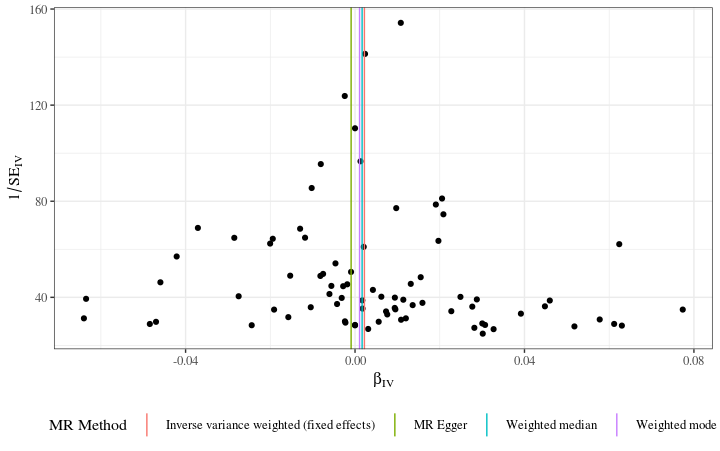 160
120
80
40
1/SE_IV
-0.04
0.00
0.04
0.08
β_IV
MR Method
Inverse variance weighted (fixed effects)
MR Egger
Weighted median
Weighted mode